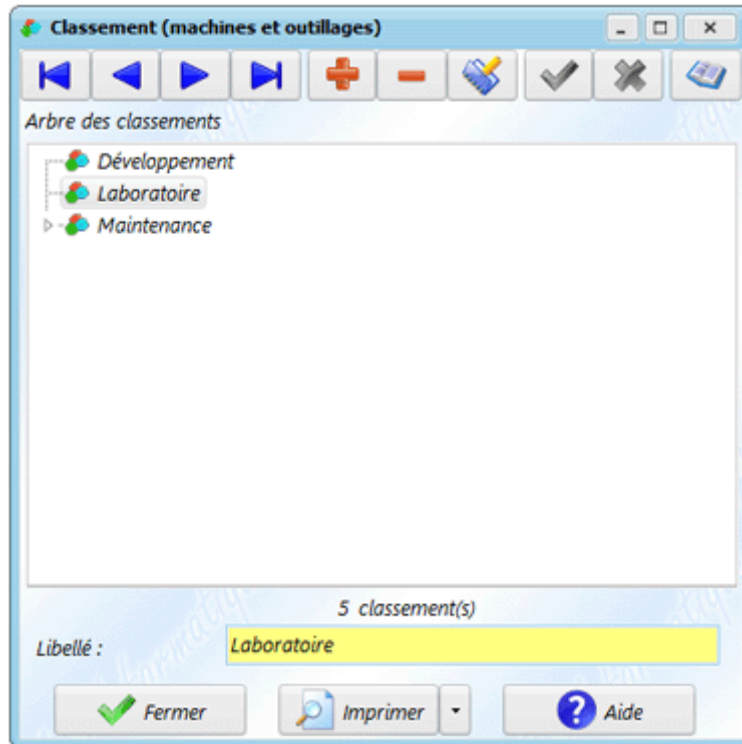 Classement (machines et outillages)
Arbre des classements
Développement
Laboratoire
Maintenance
5 classement(s)
Libellé :
Laboratoire
Fermer
Imprimer
Aide